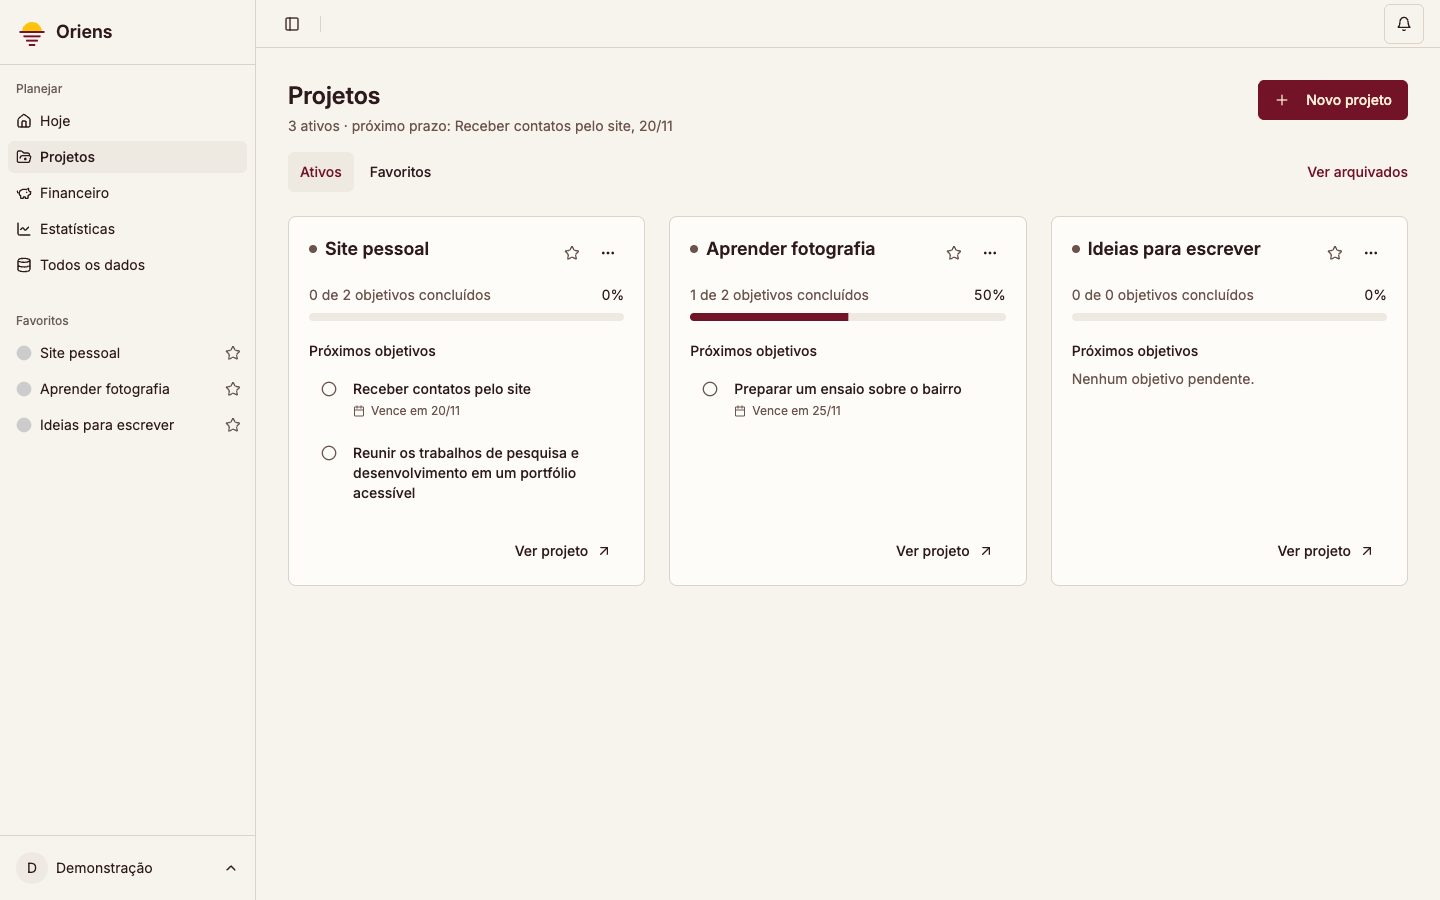 Oriens
Planejar
Hoje
Projetos
Financeiro
Estatísticas
Todos os dados
Favoritos
Site pessoal
Aprender fotografia
Ideias para escrever
D
Demonstração
Projetos
3 ativos · próximo prazo: Receber contatos pelo site, 20/11
Novo projeto
Ativos
Favoritos
Ver arquivados
Site pessoal
0 de 2 objetivos concluídos
0%
Próximos objetivos
Receber contatos pelo site
Vence em 20/11
Reunir os trabalhos de pesquisa e
desenvolvimento em um portfólio
acessível
Ver projeto
Aprender fotografia
1 de 2 objetivos concluídos
50%
Próximos objetivos
Preparar um ensaio sobre o bairro
Vence em 25/11
Ver projeto
Ideias para escrever
0 de 0 objetivos concluídos
0%
Próximos objetivos
Nenhum objetivo pendente.
Ver projeto